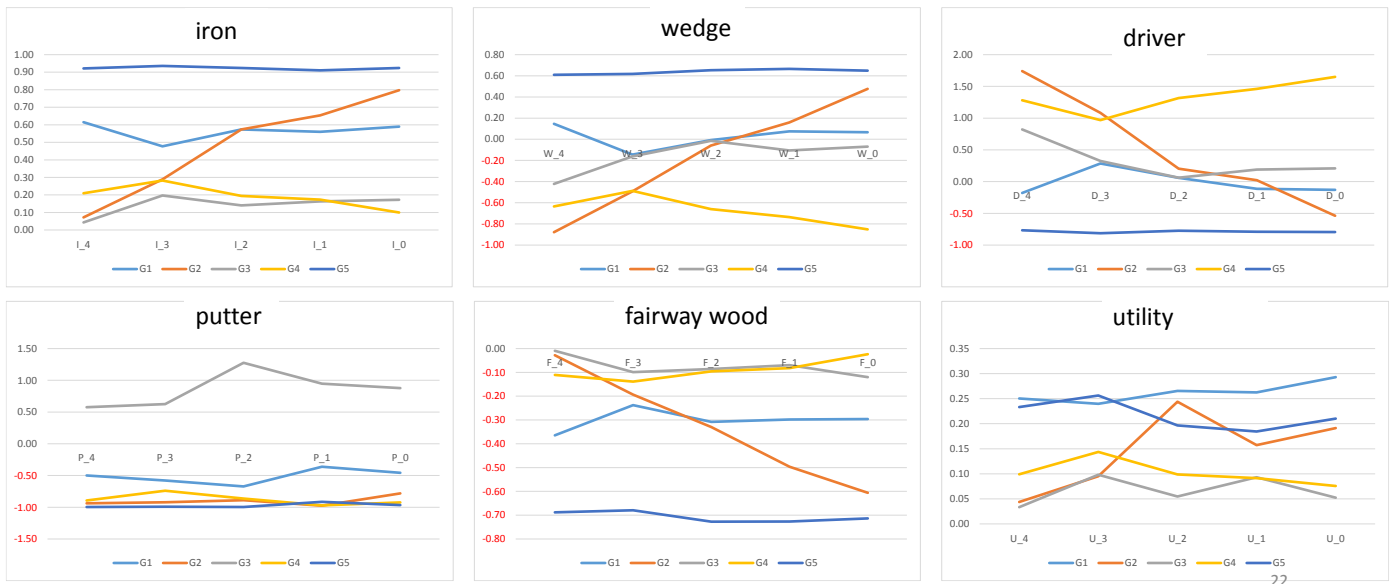 iron
1.00
0.90
0.80
0.70
0.60
0.50
0.40
0.30
0.20
0.10
0.00
I_4 I_3 I_2 I_1 I_0
G1 G2 G3 G4 G5
wedge
0.80
0.60
0.40
0.20
0.00
-0.20
-0.40
-0.60
-0.80
-1.00
W_4 W_3 W_2 W_1 W_0
G1 G2 G3 G4 G5
driver
2.00
1.50
1.00
0.50
0.00
-0.50
-1.00
D_4 D_3 D_2 D_1 D_0
G1 G2 G3 G4 G5
putter
1.50
1.00
0.50
0.00
-0.50
-1.00
-1.50
P_4 P_3 P_2 P_1 P_0
G1 G2 G3 G4 G5
fairway wood
0.00
-0.10
-0.20
-0.30
-0.40
-0.50
-0.60
-0.70
-0.80
F_4 F_3 F_2 F_1 F_0
G1 G2 G3 G4 G5
utility
0.35
0.30
0.25
0.20
0.15
0.10
0.05
0.00
U_4 U_3 U_2 U_1 U_0
G1 G2 G3 G4 G5
22